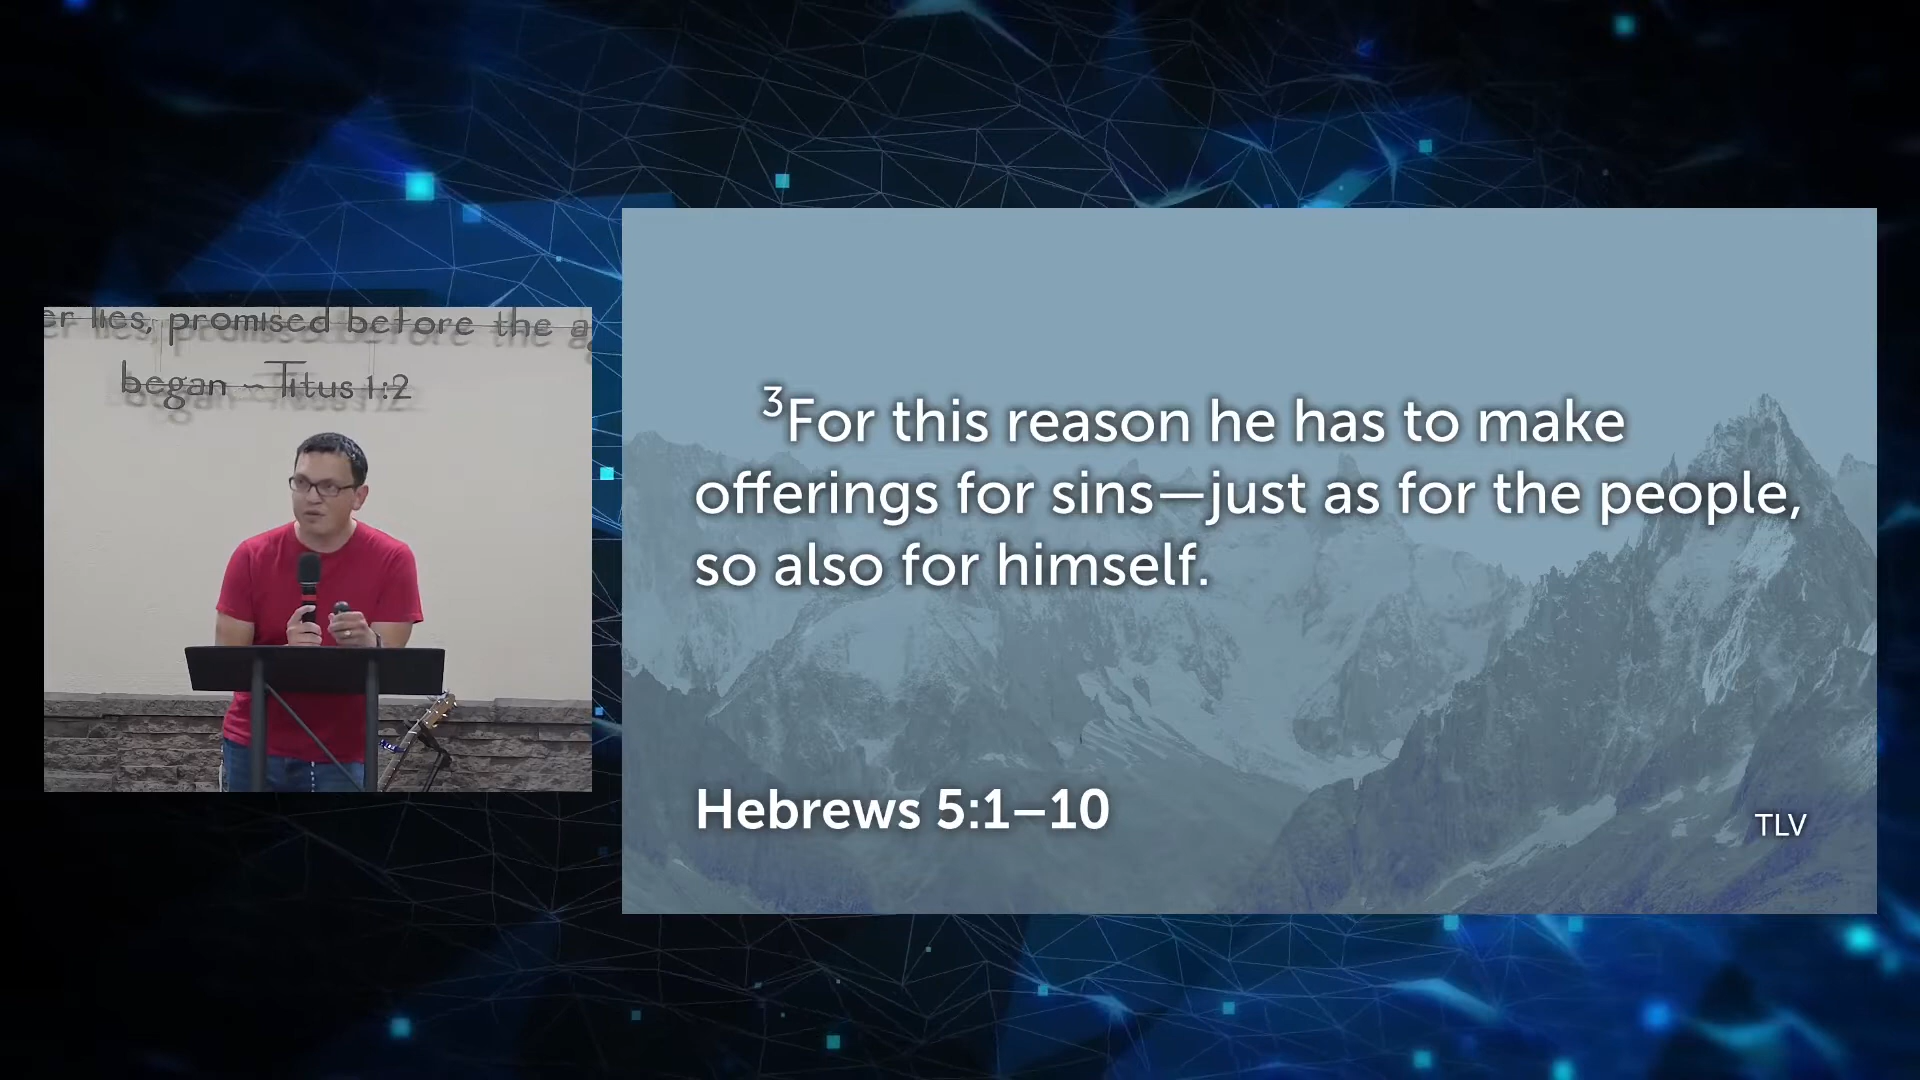 er lies, promised before the a
began ~ Titus 1:2
³For this reason he has to make
offerings for sins—just as for the people,
so also for himself.
Hebrews 5:1–10
TLV